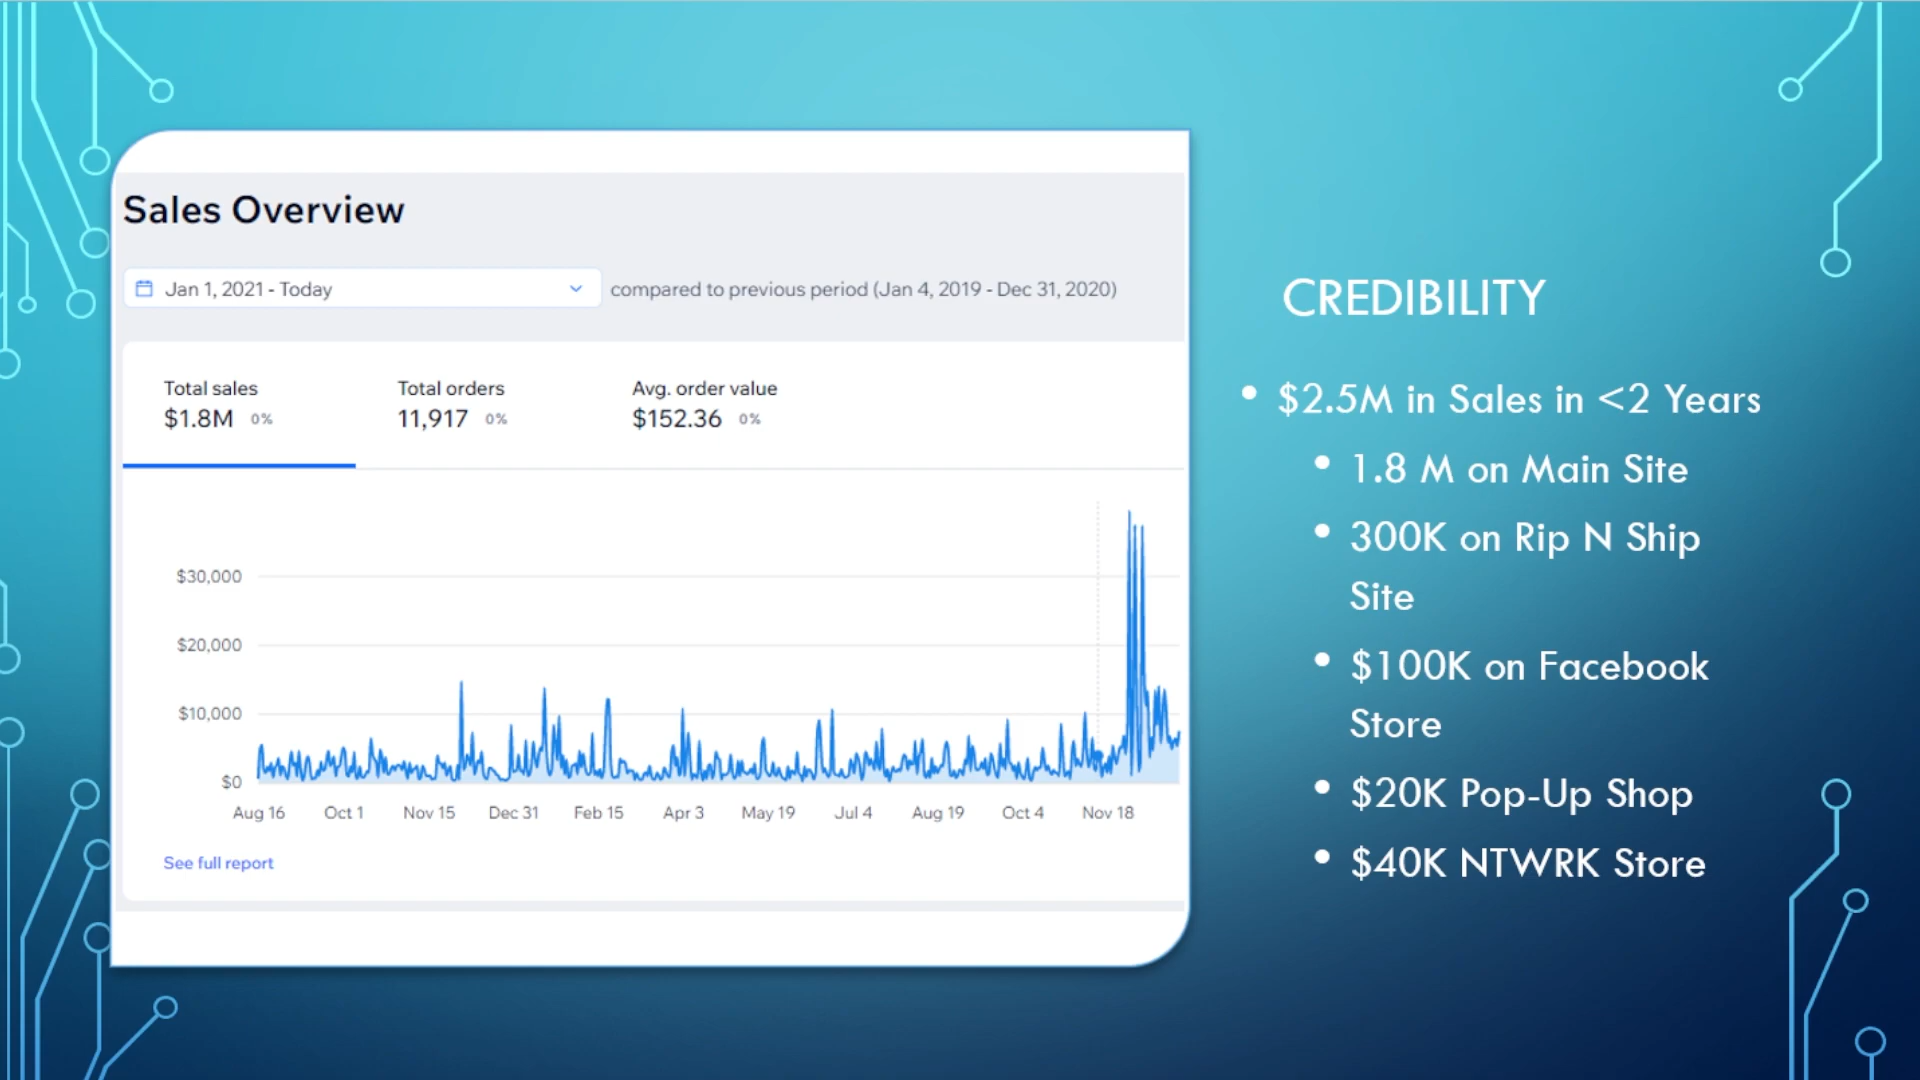 Sales Overview
Jan 1, 2021 - Today
compared to previous period (Jan 4, 2019 - Dec 31, 2020)
Total sales
$1.8M 0%
Total orders
11,917 0%
Avg. order value
$152.36 0%
$30,000
$20,000
$10,000
$0
Aug 16 Oct 1 Nov 15 Dec 31 Feb 15 Apr 3 May 19 Jul 4 Aug 19 Oct 4 Nov 18
See full report
CREDIBILITY
• $2.5M in Sales in <2 Years
• 1.8 M on Main Site
• 300K on Rip N Ship
Site
• $100K on Facebook
Store
• $20K Pop-Up Shop
• $40K NTWRK Store